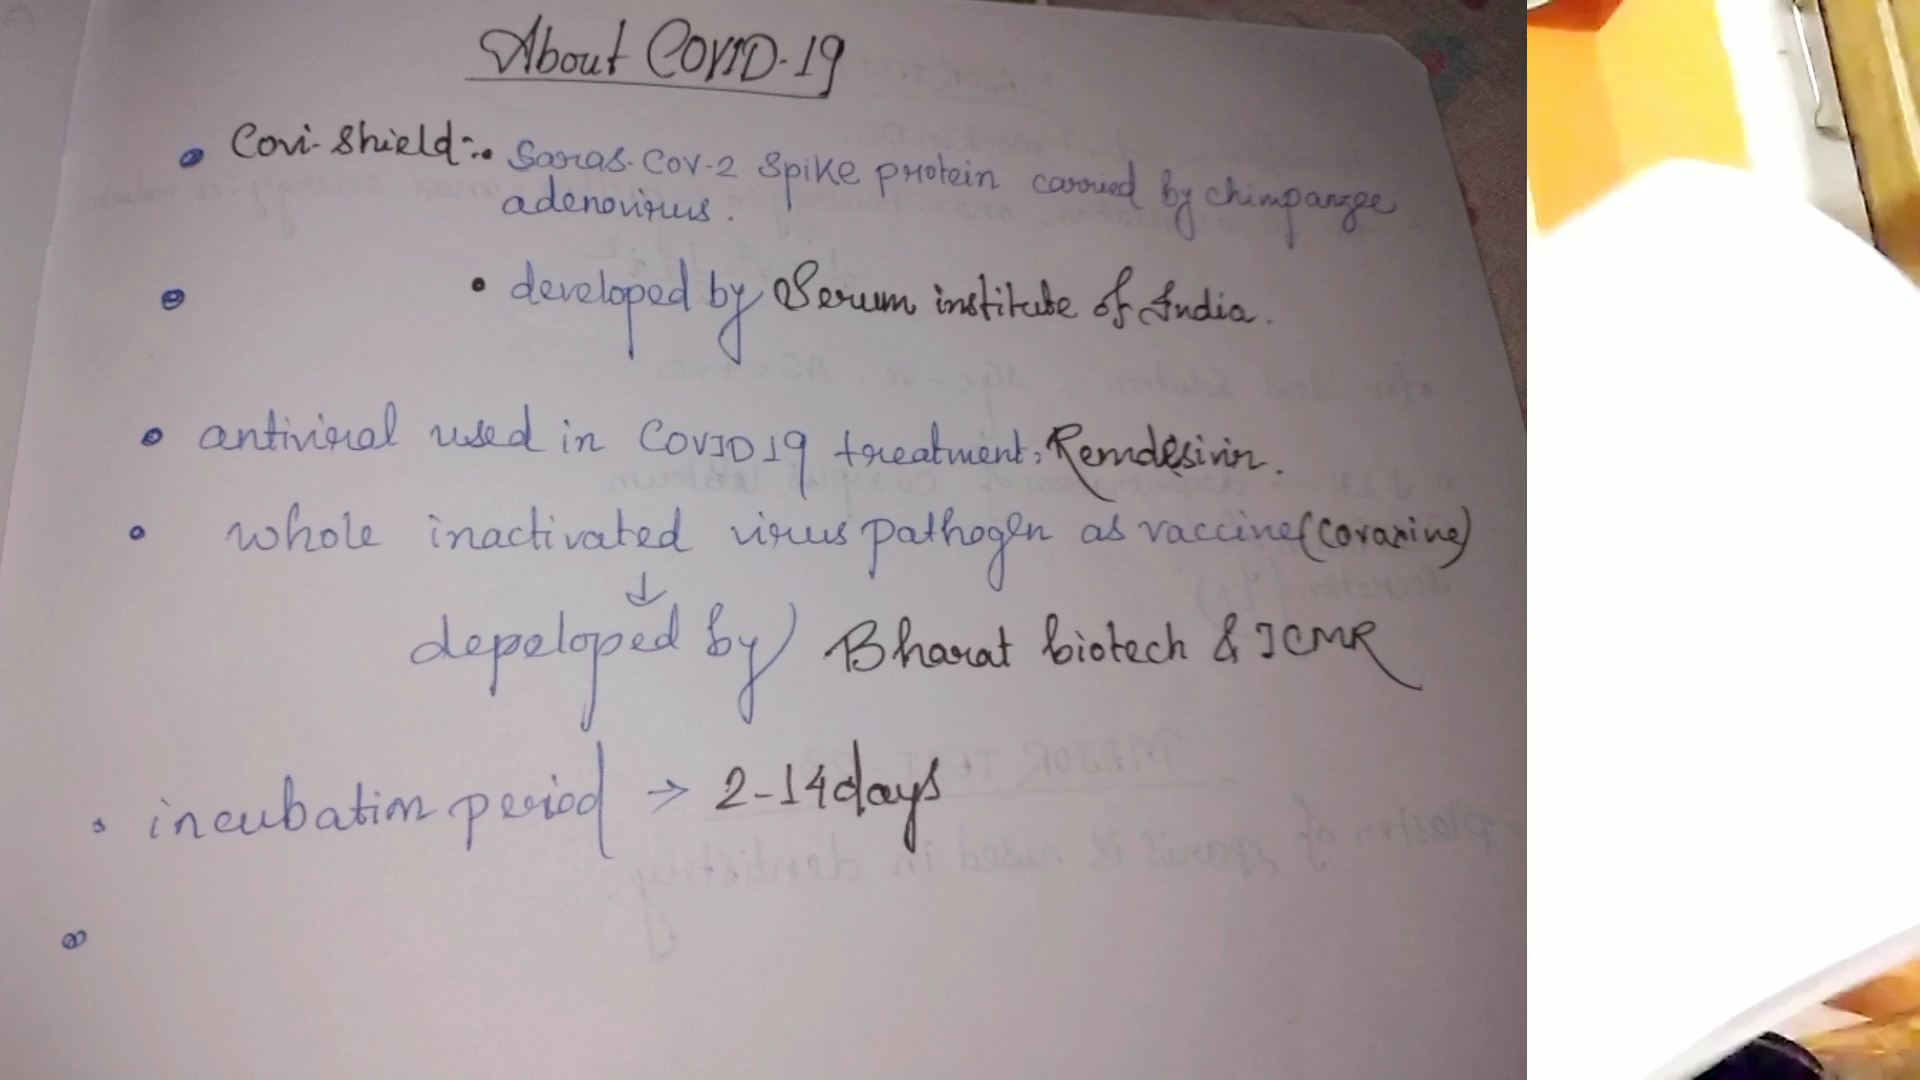 About COVID-19
• Covi-Shield:- • Saras-Cov-2 Spike protein carried by chimpanzee
adenovirus.
• developed by Serum institute of India.
• antiviral used in COVID19 treatment, Remdesivir.
• whole inactivated virus pathogen as vaccine (Covaxine)
↓
depeloped by Bharat biotech & ICMR
• incubation period → 2-14days